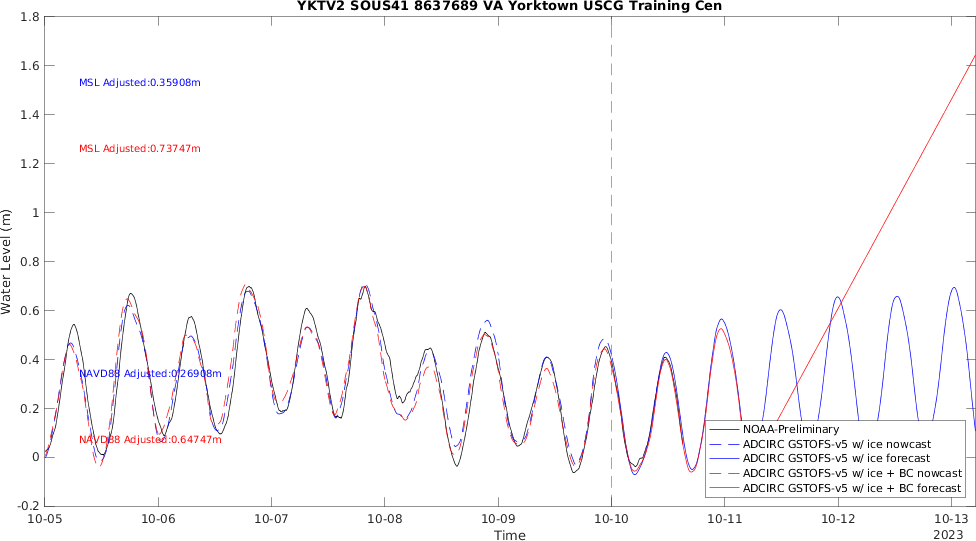 YKTV2 SOUS41 8637689 VA Yorktown USCG Training Cen
1.8
1.6
1.4
1.2
1
0.8
0.6
0.4
0.2
0
-0.2
Water Level (m)
MSL Adjusted:0.35908m
MSL Adjusted:0.73747m
NAVD88 Adjusted:0.26908m
NAVD88 Adjusted:0.64747m
NOAA-Preliminary
ADCIRC GSTOFS-v5 w/ ice nowcast
ADCIRC GSTOFS-v5 w/ ice forecast
ADCIRC GSTOFS-v5 w/ ice + BC nowcast
ADCIRC GSTOFS-v5 w/ ice + BC forecast
10-05 10-06 10-07 10-08 10-09 10-10 10-11 10-12 10-13
Time
2023